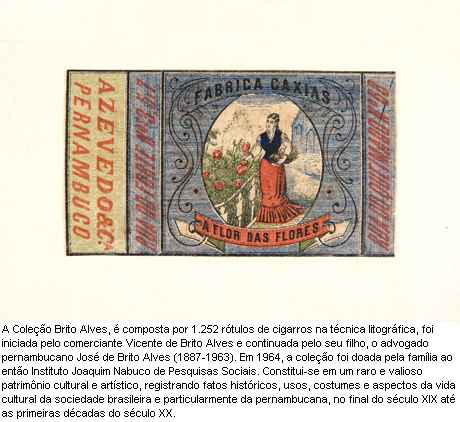 FABRICA CAXIAS
A FLOR DAS FLORES
AZEVEDO & Cª.
PERNAMBUCO
A Coleção Brito Alves, é composta por 1.252 rótulos de cigarros na técnica litográfica, foi
iniciada pelo comerciante Vicente de Brito Alves e continuada pelo seu filho, o advogado
pernambucano José de Brito Alves (1887-1963). Em 1964, a coleção foi doada pela família ao
então Instituto Joaquim Nabuco de Pesquisas Sociais. Constitui-se em um raro e valioso
patrimônio cultural e artístico, registrando fatos históricos, usos, costumes e aspectos da vida
cultural da sociedade brasileira e particularmente da pernambucana, no final do século XIX até
as primeiras décadas do século XX.